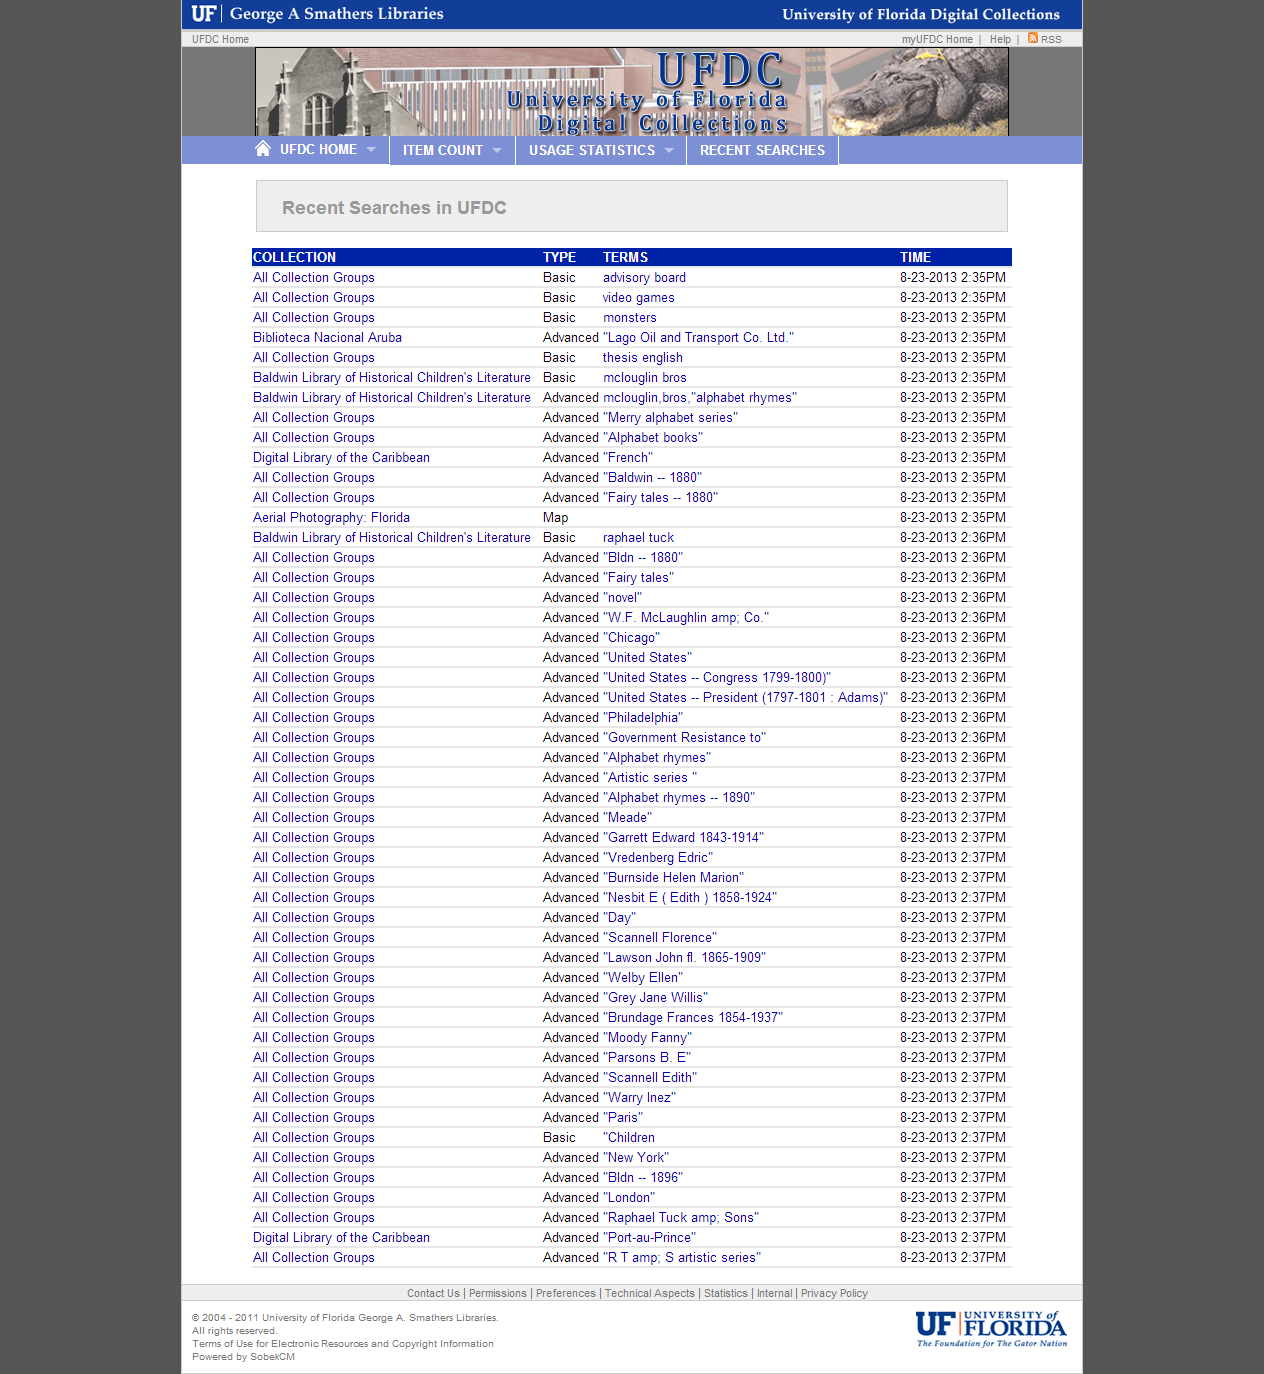 UF George A Smathers Libraries University of Florida Digital Collections
UFDC Home myUFDC Home | Help | RSS
UFDC
University of Florida
Digital Collections
UFDC HOME ITEM COUNT USAGE STATISTICS RECENT SEARCHES
Recent Searches in UFDC
COLLECTION TYPE TERMS TIME
All Collection Groups Basic advisory board 8-23-2013 2:35PM
All Collection Groups Basic video games 8-23-2013 2:35PM
All Collection Groups Basic monsters 8-23-2013 2:35PM
Biblioteca Nacional Aruba Advanced "Lago Oil and Transport Co. Ltd." 8-23-2013 2:35PM
All Collection Groups Basic thesis english 8-23-2013 2:35PM
Baldwin Library of Historical Children's Literature Basic mclouglin bros 8-23-2013 2:35PM
Baldwin Library of Historical Children's Literature Advanced mclouglin,bros,"alphabet rhymes" 8-23-2013 2:35PM
All Collection Groups Advanced "Merry alphabet series" 8-23-2013 2:35PM
All Collection Groups Advanced "Alphabet books" 8-23-2013 2:35PM
Digital Library of the Caribbean Advanced "French" 8-23-2013 2:35PM
All Collection Groups Advanced "Baldwin -- 1880" 8-23-2013 2:35PM
All Collection Groups Advanced "Fairy tales -- 1880" 8-23-2013 2:35PM
Aerial Photography: Florida Map 8-23-2013 2:35PM
Baldwin Library of Historical Children's Literature Basic raphael tuck 8-23-2013 2:36PM
All Collection Groups Advanced "Bldn -- 1880" 8-23-2013 2:36PM
All Collection Groups Advanced "Fairy tales" 8-23-2013 2:36PM
All Collection Groups Advanced "novel" 8-23-2013 2:36PM
All Collection Groups Advanced "W.F. McLaughlin amp; Co." 8-23-2013 2:36PM
All Collection Groups Advanced "Chicago" 8-23-2013 2:36PM
All Collection Groups Advanced "United States" 8-23-2013 2:36PM
All Collection Groups Advanced "United States -- Congress 1799-1800)" 8-23-2013 2:36PM
All Collection Groups Advanced "United States -- President (1797-1801 : Adams)" 8-23-2013 2:36PM
All Collection Groups Advanced "Philadelphia" 8-23-2013 2:36PM
All Collection Groups Advanced "Government Resistance to" 8-23-2013 2:36PM
All Collection Groups Advanced "Alphabet rhymes" 8-23-2013 2:36PM
All Collection Groups Advanced "Artistic series " 8-23-2013 2:37PM
All Collection Groups Advanced "Alphabet rhymes -- 1890" 8-23-2013 2:37PM
All Collection Groups Advanced "Meade" 8-23-2013 2:37PM
All Collection Groups Advanced "Garrett Edward 1843-1914" 8-23-2013 2:37PM
All Collection Groups Advanced "Vredenberg Edric" 8-23-2013 2:37PM
All Collection Groups Advanced "Burnside Helen Marion" 8-23-2013 2:37PM
All Collection Groups Advanced "Nesbit E ( Edith ) 1858-1924" 8-23-2013 2:37PM
All Collection Groups Advanced "Day" 8-23-2013 2:37PM
All Collection Groups Advanced "Scannell Florence" 8-23-2013 2:37PM
All Collection Groups Advanced "Lawson John fl. 1865-1909" 8-23-2013 2:37PM
All Collection Groups Advanced "Welby Ellen" 8-23-2013 2:37PM
All Collection Groups Advanced "Grey Jane Willis" 8-23-2013 2:37PM
All Collection Groups Advanced "Brundage Frances 1854-1937" 8-23-2013 2:37PM
All Collection Groups Advanced "Moody Fanny" 8-23-2013 2:37PM
All Collection Groups Advanced "Parsons B. E" 8-23-2013 2:37PM
All Collection Groups Advanced "Scannell Edith" 8-23-2013 2:37PM
All Collection Groups Advanced "Warry Inez" 8-23-2013 2:37PM
All Collection Groups Advanced "Paris" 8-23-2013 2:37PM
All Collection Groups Basic "Children 8-23-2013 2:37PM
All Collection Groups Advanced "New York" 8-23-2013 2:37PM
All Collection Groups Advanced "Bldn -- 1896" 8-23-2013 2:37PM
All Collection Groups Advanced "London" 8-23-2013 2:37PM
All Collection Groups Advanced "Raphael Tuck amp; Sons" 8-23-2013 2:37PM
Digital Library of the Caribbean Advanced "Port-au-Prince" 8-23-2013 2:37PM
All Collection Groups Advanced "R T amp; S artistic series" 8-23-2013 2:37PM
Contact Us | Permissions | Preferences | Technical Aspects | Statistics | Internal | Privacy Policy
© 2004 - 2011 University of Florida George A. Smathers Libraries.
All rights reserved.
Terms of Use for Electronic Resources and Copyright Information
Powered by SobekCM
UF UNIVERSITY of
FLORIDA
The Foundation for The Gator Nation